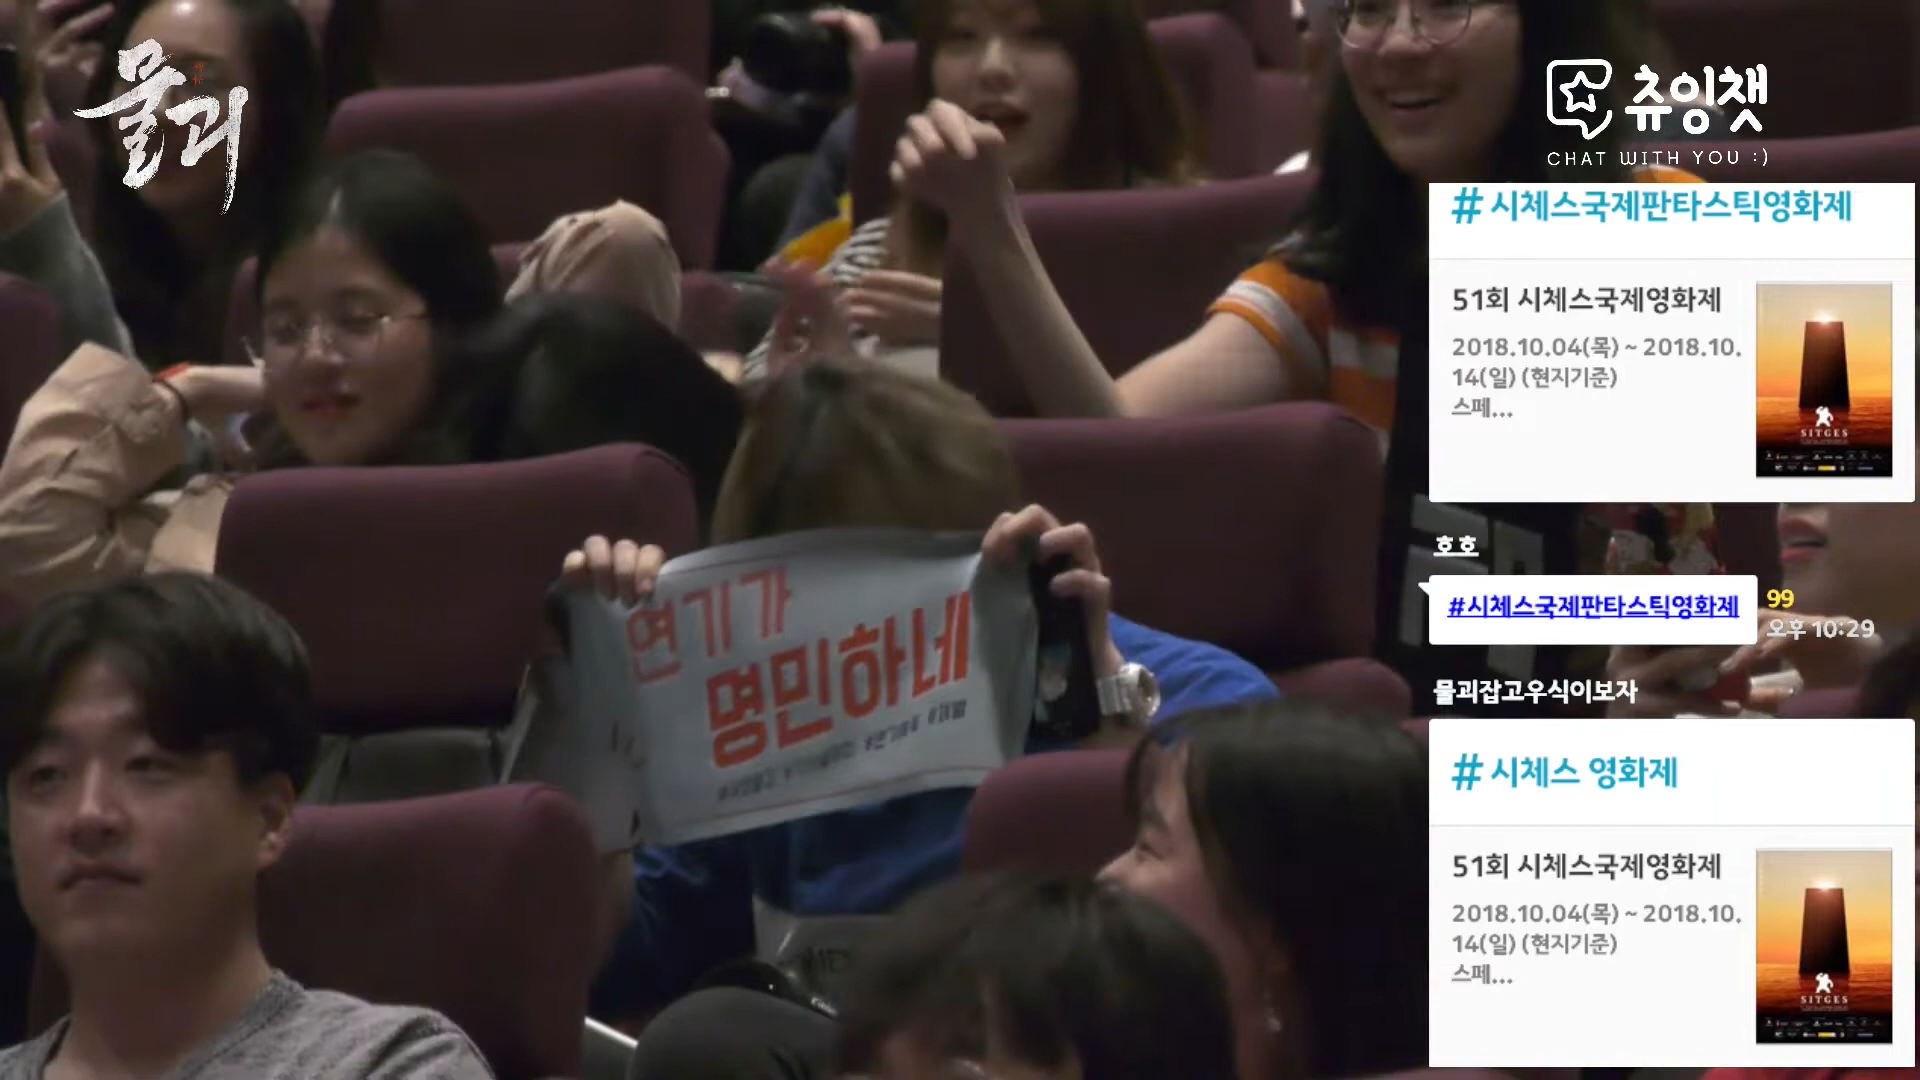 물괴
츄잉챗
CHAT WITH YOU :)
#시체스국제판타스틱영화제
51회 시체스국제영화제
2018.10.04(목) ~ 2018.10.
14(일) (현지기준)
스페...
SITGES
호호
#시체스국제판타스틱영화제
99
오후 10:29
물괴잡고우식이보자
#시체스 영화제
51회 시체스국제영화제
2018.10.04(목) ~ 2018.10.
14(일) (현지기준)
스페...
SITGES
연기가
명민하네